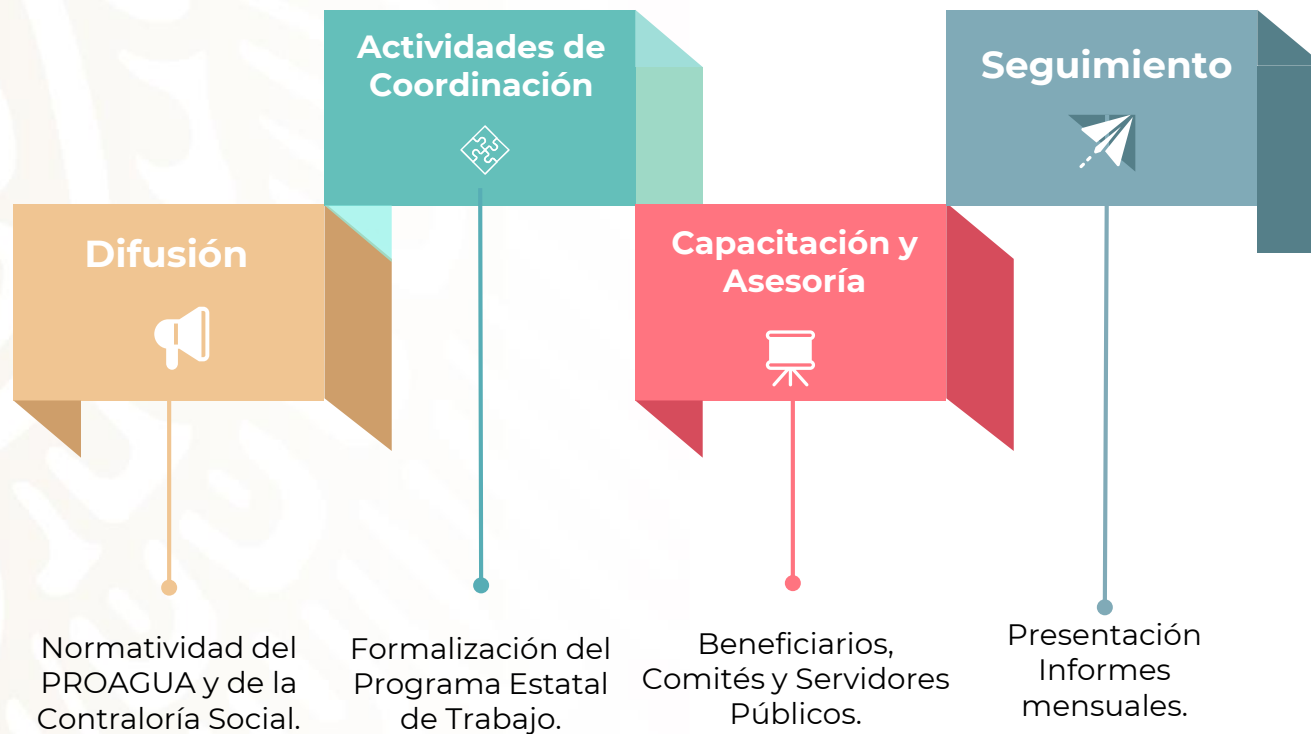 Difusión
Normatividad del
PROAGUA y de la
Contraloría Social.
Actividades de
Coordinación
Formalización del
Programa Estatal
de Trabajo.
Capacitación y
Asesoría
Beneficiarios,
Comités y Servidores
Públicos.
Seguimiento
Presentación
Informes
mensuales.